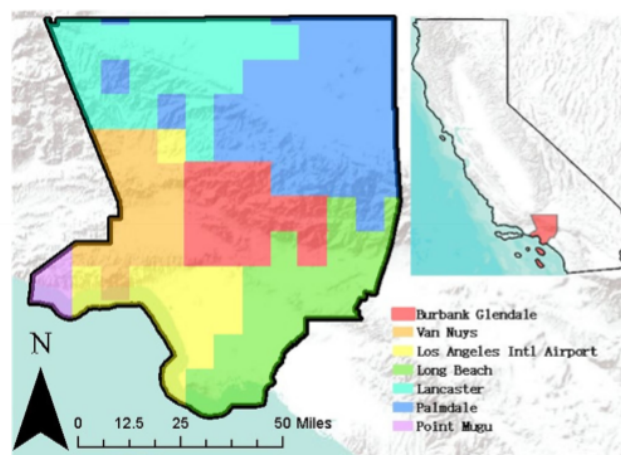 Burbank Glendale
Van Nuys
Los Angeles Intl Airport
Long Beach
Lancaster
Palmdale
Point Mugu
N
0 12.5 25 50 Miles